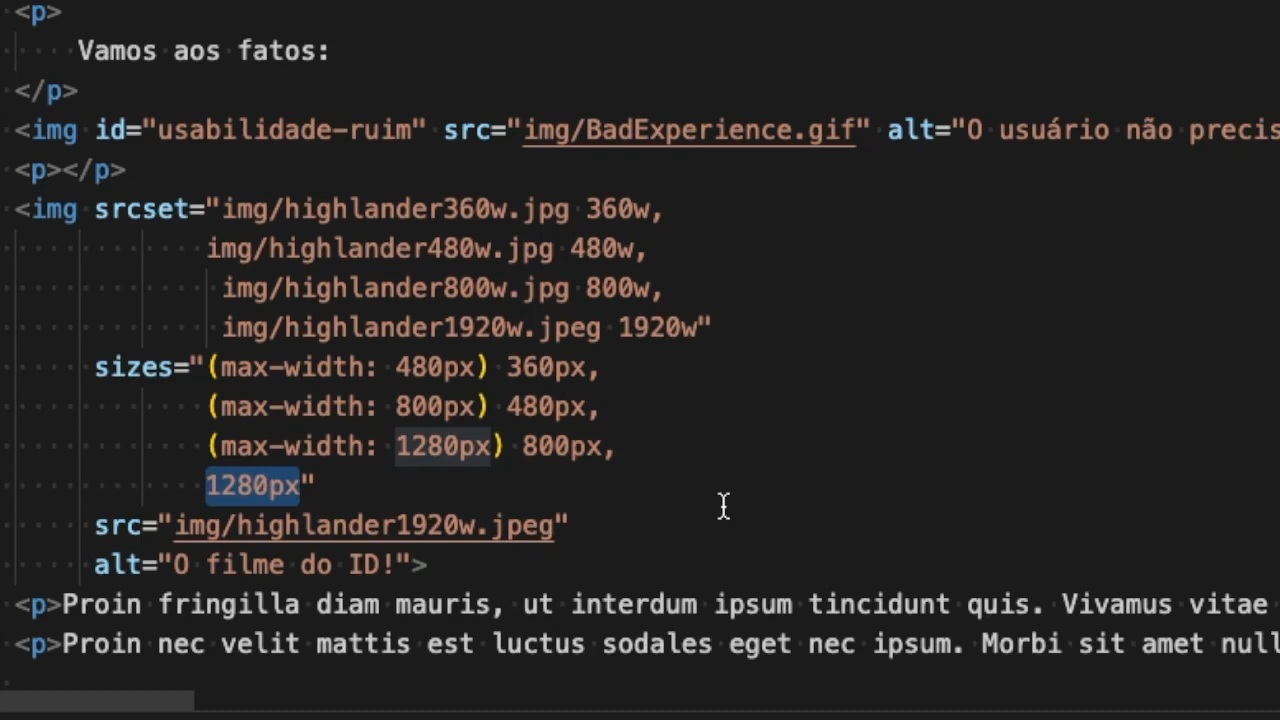 <p>
Vamos aos fatos:
</p>
<img id="usabilidade-ruim" src="img/BadExperience.gif" alt="O usuário não precis
<p></p>
<img srcset="img/highlander360w.jpg 360w,
img/highlander480w.jpg 480w,
img/highlander800w.jpg 800w,
img/highlander1920w.jpeg 1920w"
sizes="(max-width: 480px) 360px,
(max-width: 800px) 480px,
(max-width: 1280px) 800px,
1280px"
src="img/highlander1920w.jpeg"
alt="O filme do ID!">
<p>Proin fringilla diam mauris, ut interdum ipsum tincidunt quis. Vivamus vitae
<p>Proin nec velit mattis est luctus sodales eget nec ipsum. Morbi sit amet null